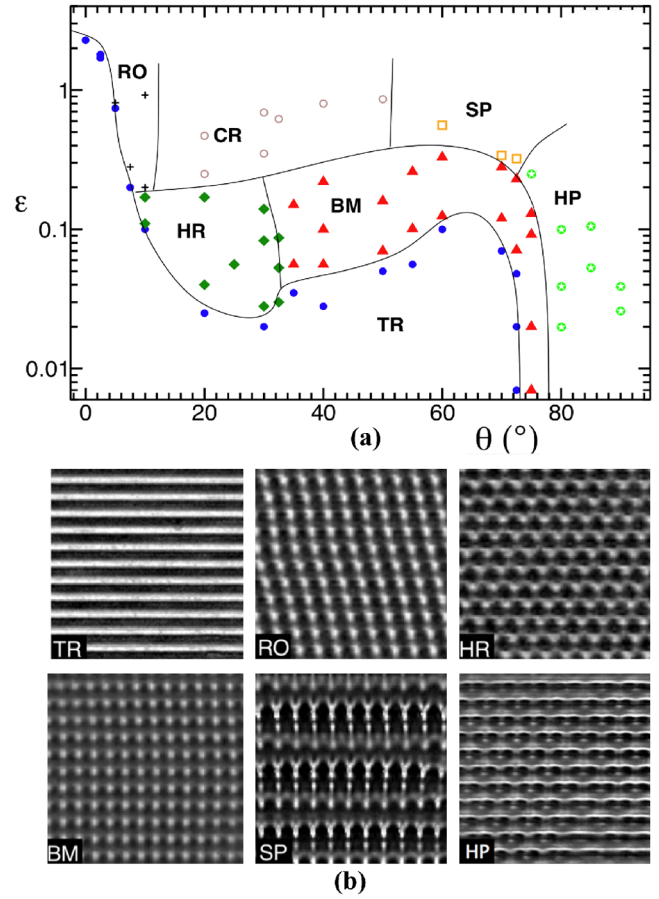 RO
1
CR
SP
ε
0.1
HR
BM
HP
TR
0.01
0 20 40 60 80
(a) θ (°)
TR RO HR
BM SP HP
(b)